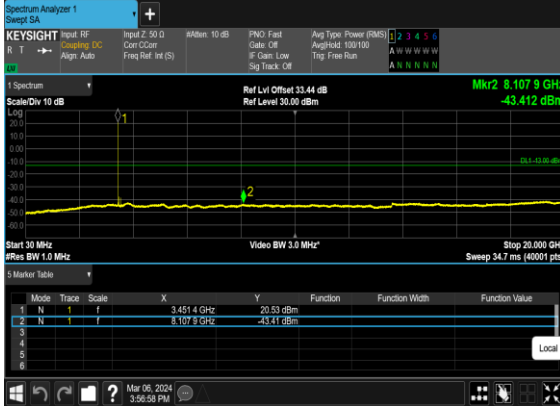 Spectrum Analyzer 1
Swept SA
+
KEYSIGHT
R T
LXI
Input: RF
Coupling: DC
Align: Auto
Input Z: 50 Ω
Corr CCorr
Freq Ref: Int (S)
#Atten: 10 dB
PNO: Fast
Gate: Off
IF Gain: Low
Sig Track: Off
Avg Type: Power (RMS)
Avg|Hold: 100/100
Trig: Free Run
1 2 3 4 5 6
A W W W W W
A N N N N N
1 Spectrum
Scale/Div 10 dB
Ref Lvl Offset 33.44 dB
Ref Level 30.00 dBm
Mkr2 8.107 9 GHz
-43.412 dBm
Log
20.0
10.0
0.00
-10.0
-20.0
-30.0
-40.0
-50.0
-60.0
1
2
DL1 -13.00 dBm
Start 30 MHz
#Res BW 1.0 MHz
Video BW 3.0 MHz*
Stop 20.000 GH
Sweep 34.7 ms (40001 pts
5 Marker Table
Mode Trace Scale X Y Function Function Width Function Value
1 N 1 f 3.451 4 GHz 20.53 dBm
2 N 1 f 8.107 9 GHz -43.41 dBm
3
4
5
6
Local
?
Mar 06, 2024
3:56:58 PM